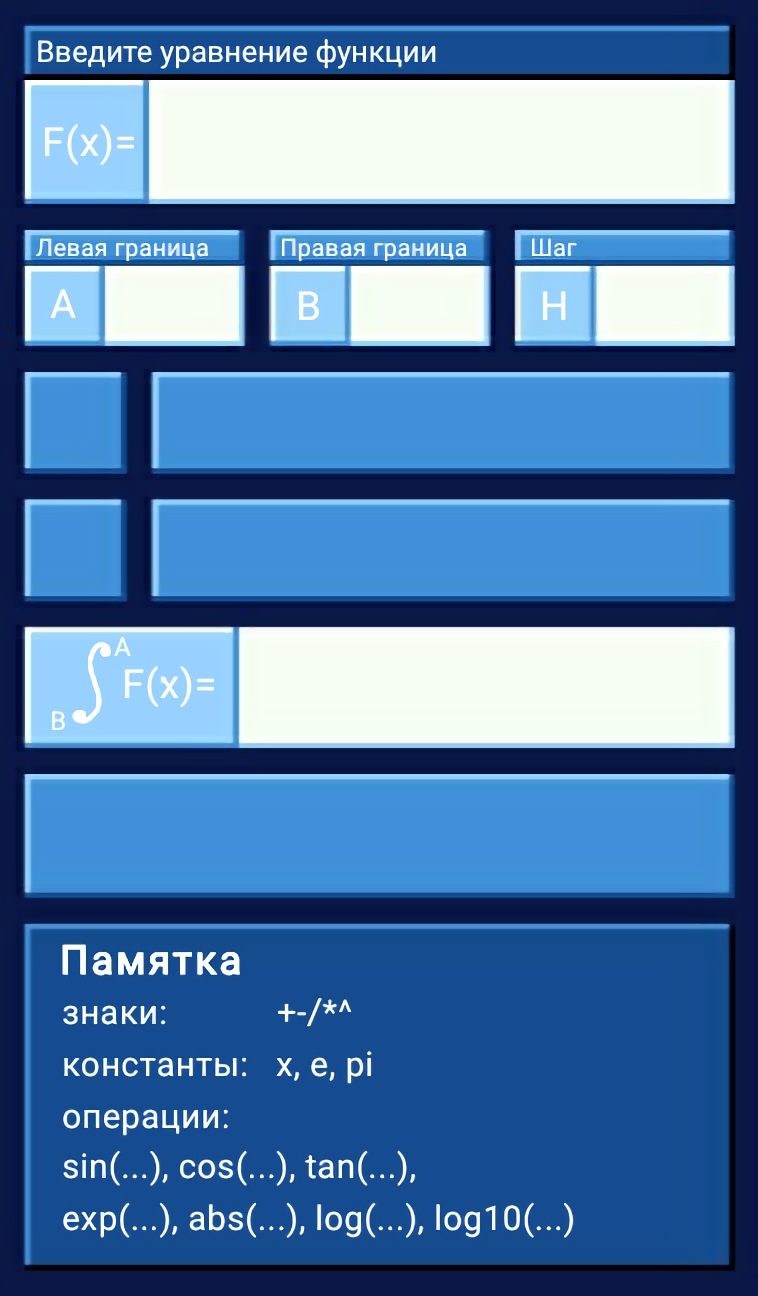 Введите уравнение функции
F(x)=
Левая граница Правая граница Шаг
A B H
A
∫ F(x)=
B
Памятка
знаки: +-/*^
константы: x, e, pi
операции:
sin(...), cos(...), tan(...),
exp(...), abs(...), log(...), log10(...)